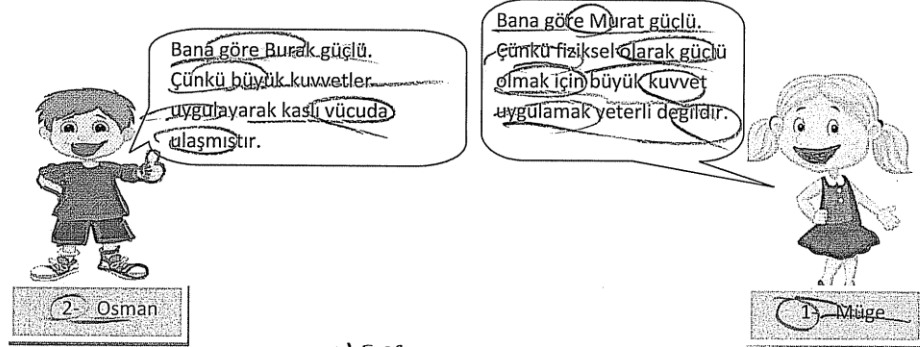 Bana göre Burak güçlü.
Çünkü büyük kuvvetler
uygulayarak kaslı vücuda
ulaşmıştır.
Bana göre Murat güçlü.
Çünkü fiziksel olarak güçlü
olmak için büyük kuvvet
uygulamak yeterli değildir.
2- Osman
1- Müge